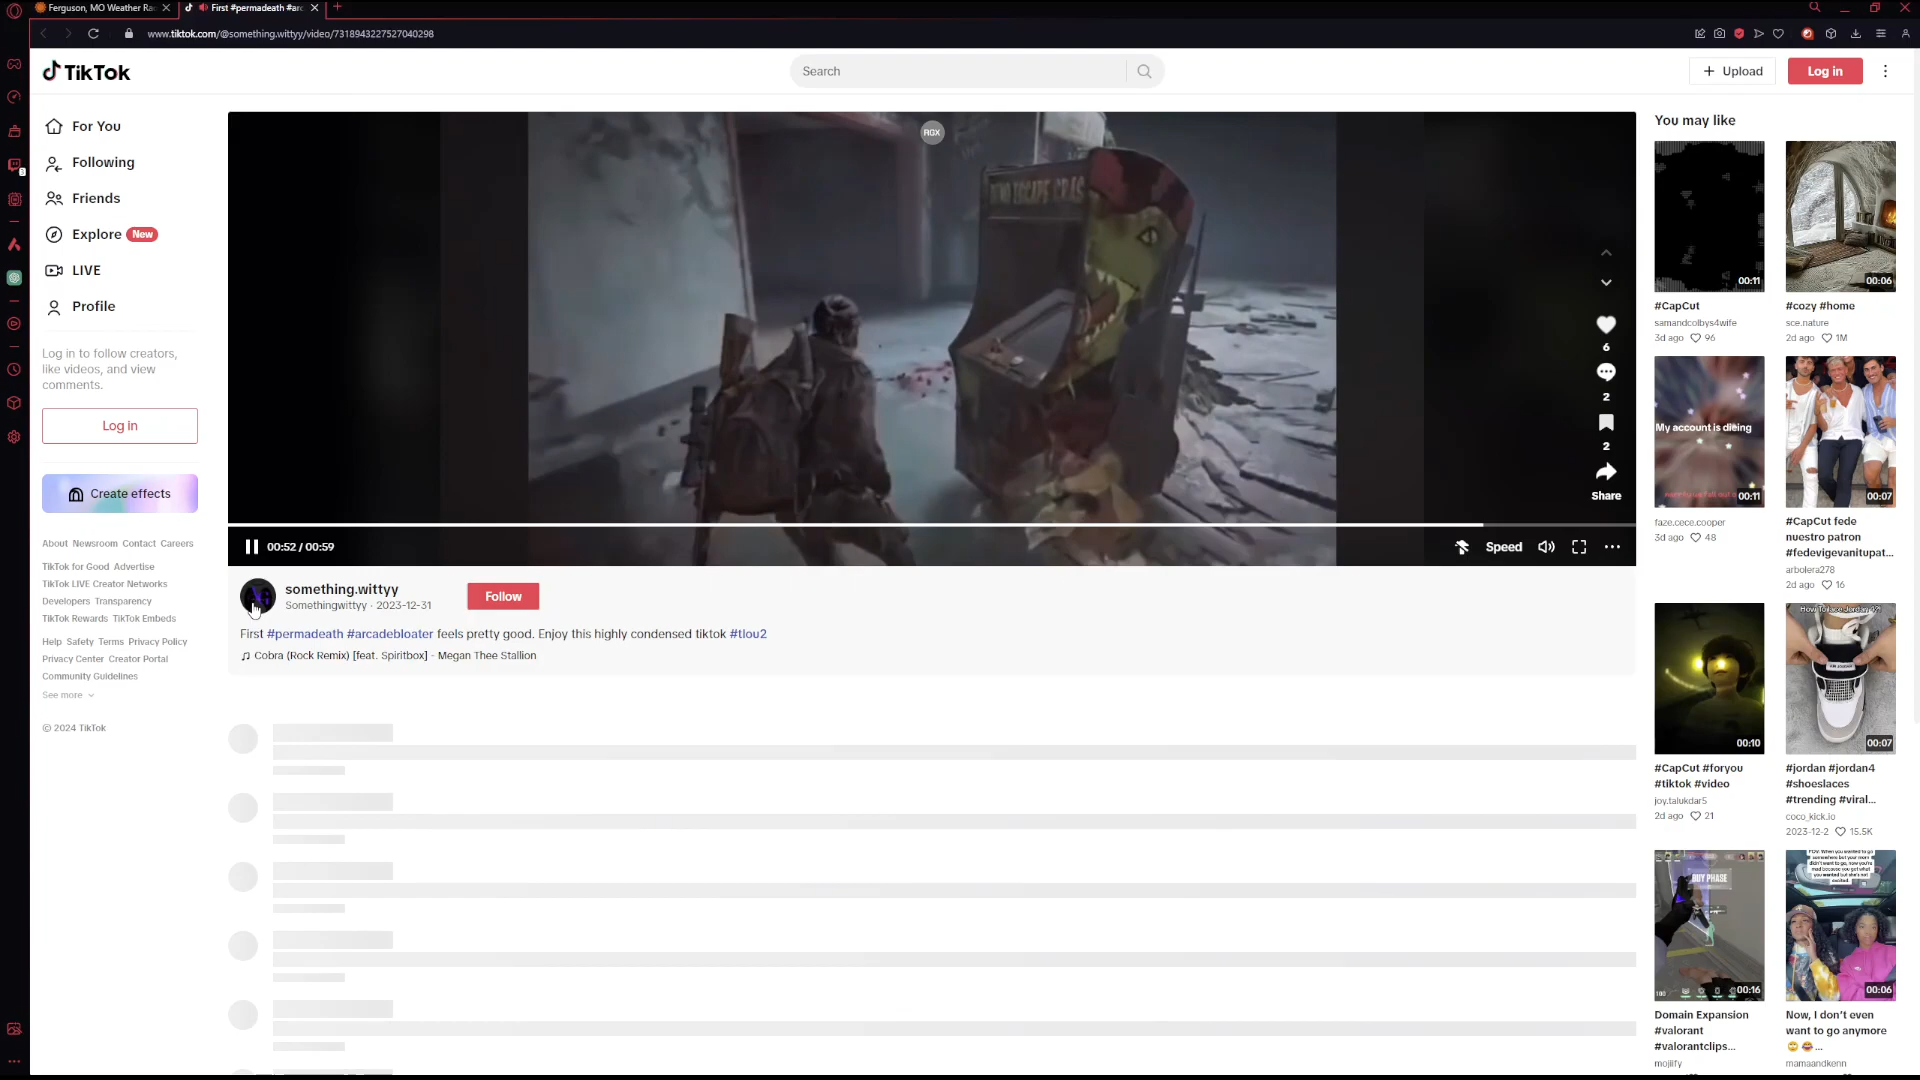 Ferguson, MO Weather Ra
First #permadeath #arc
www.tiktok.com/@something.wittyy/video/7318943227527040298
TikTok
Search
Upload
Log in
For You
Following
Friends
Explore New
LIVE
Profile
Log in to follow creators,
like videos, and view
comments.
Log in
Create effects
About Newsroom Contact Careers
TikTok for Good Advertise
TikTok LIVE Creator Networks
Developers Transparency
TikTok Rewards TikTok Embeds
Help Safety Terms Privacy Policy
Privacy Center Creator Portal
Community Guidelines
See more
© 2024 TikTok
RGX
6
2
2
Share
00:52 / 00:59
Speed
something.wittyy
Somethingwittyy · 2023-12-31
Follow
First #permadeath #arcadebloater feels pretty good. Enjoy this highly condensed tiktok #tlou2
Cobra (Rock Remix) [feat. Spiritbox] - Megan Thee Stallion
You may like
00:11
#CapCut
samandcolbys4wife
3d ago 96
00:06
#cozy #home
sce.nature
2d ago 1M
My account is dieing
00:11
faze.cece.cooper
3d ago 48
00:07
#CapCut fede
nuestro patron
#fedevigevanitupat...
arbolera278
2d ago 16
00:10
#CapCut #foryou
#tiktok #video
joy.talukdar5
2d ago 21
How To lace Jordan 4?!
00:07
#jordan #jordan4
#shoeslaces
#trending #viral...
coco_kick.io
2023-12-2 15.5K
BUY PHASE
100
00:16
Domain Expansion
#valorant
#valorantclips...
mojiify
00:06
Now, I don't even
want to go anymore
🙄 😂 ...
mamaandkenn